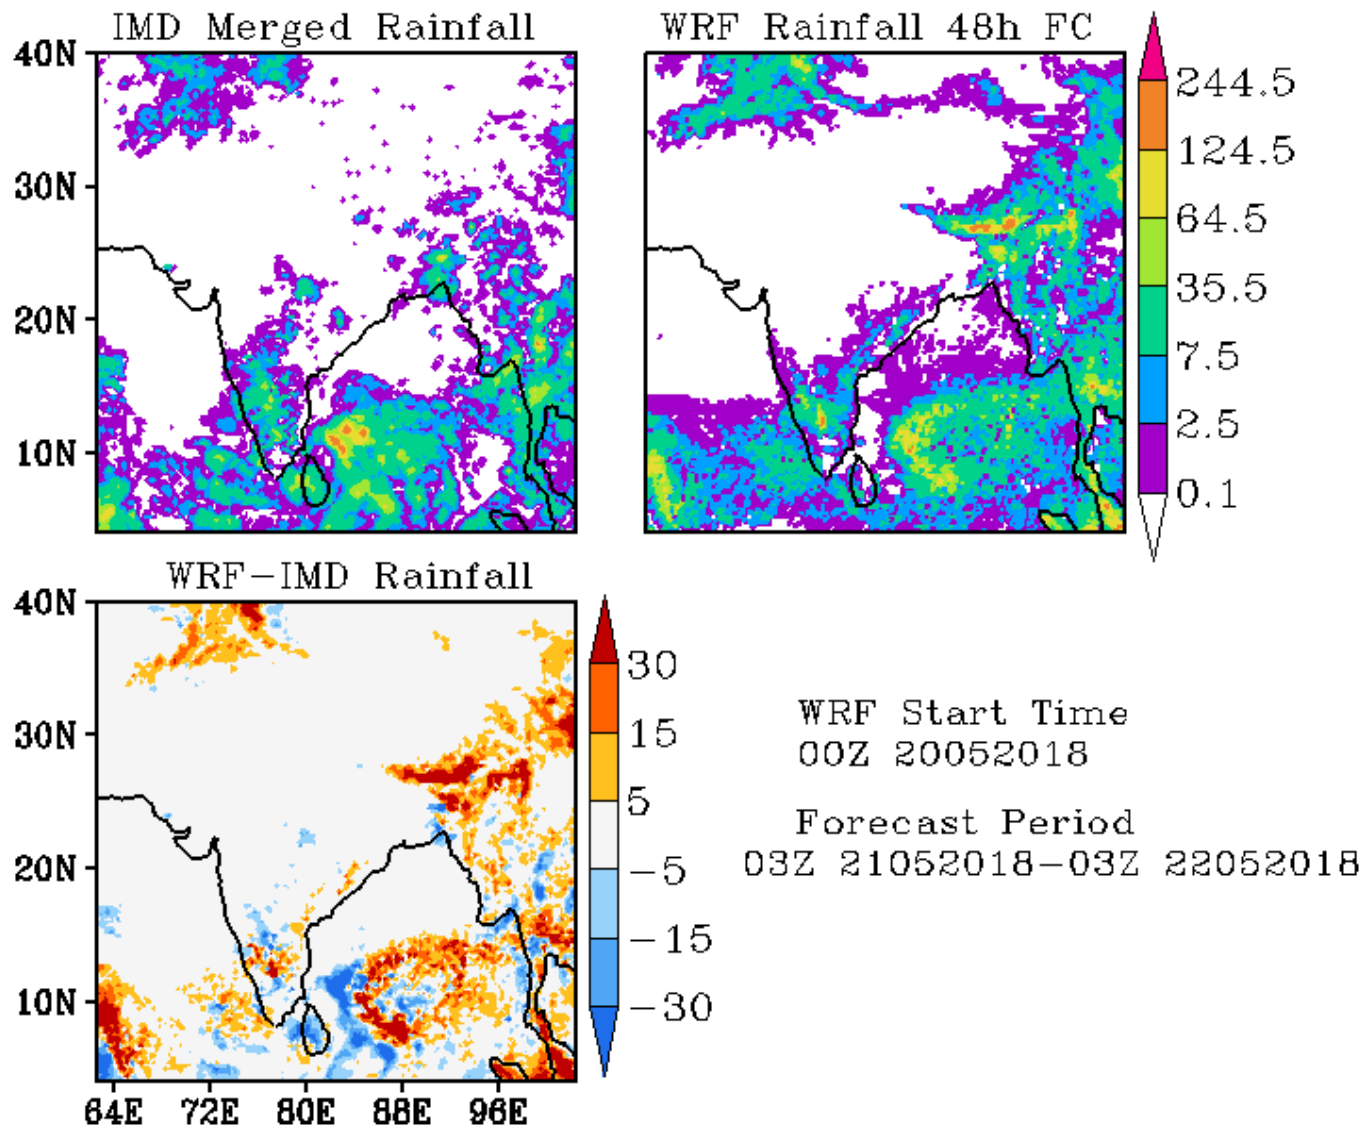 IMD Merged Rainfall
WRF Rainfall 48h FC
40N
30N
20N
10N
244.5
124.5
64.5
35.5
7.5
2.5
0.1
WRF-IMD Rainfall
40N
30N
20N
10N
64E 72E 80E 88E 96E
30
15
5
-5
-15
-30
WRF Start Time
00Z 20052018
Forecast Period
03Z 21052018-03Z 22052018